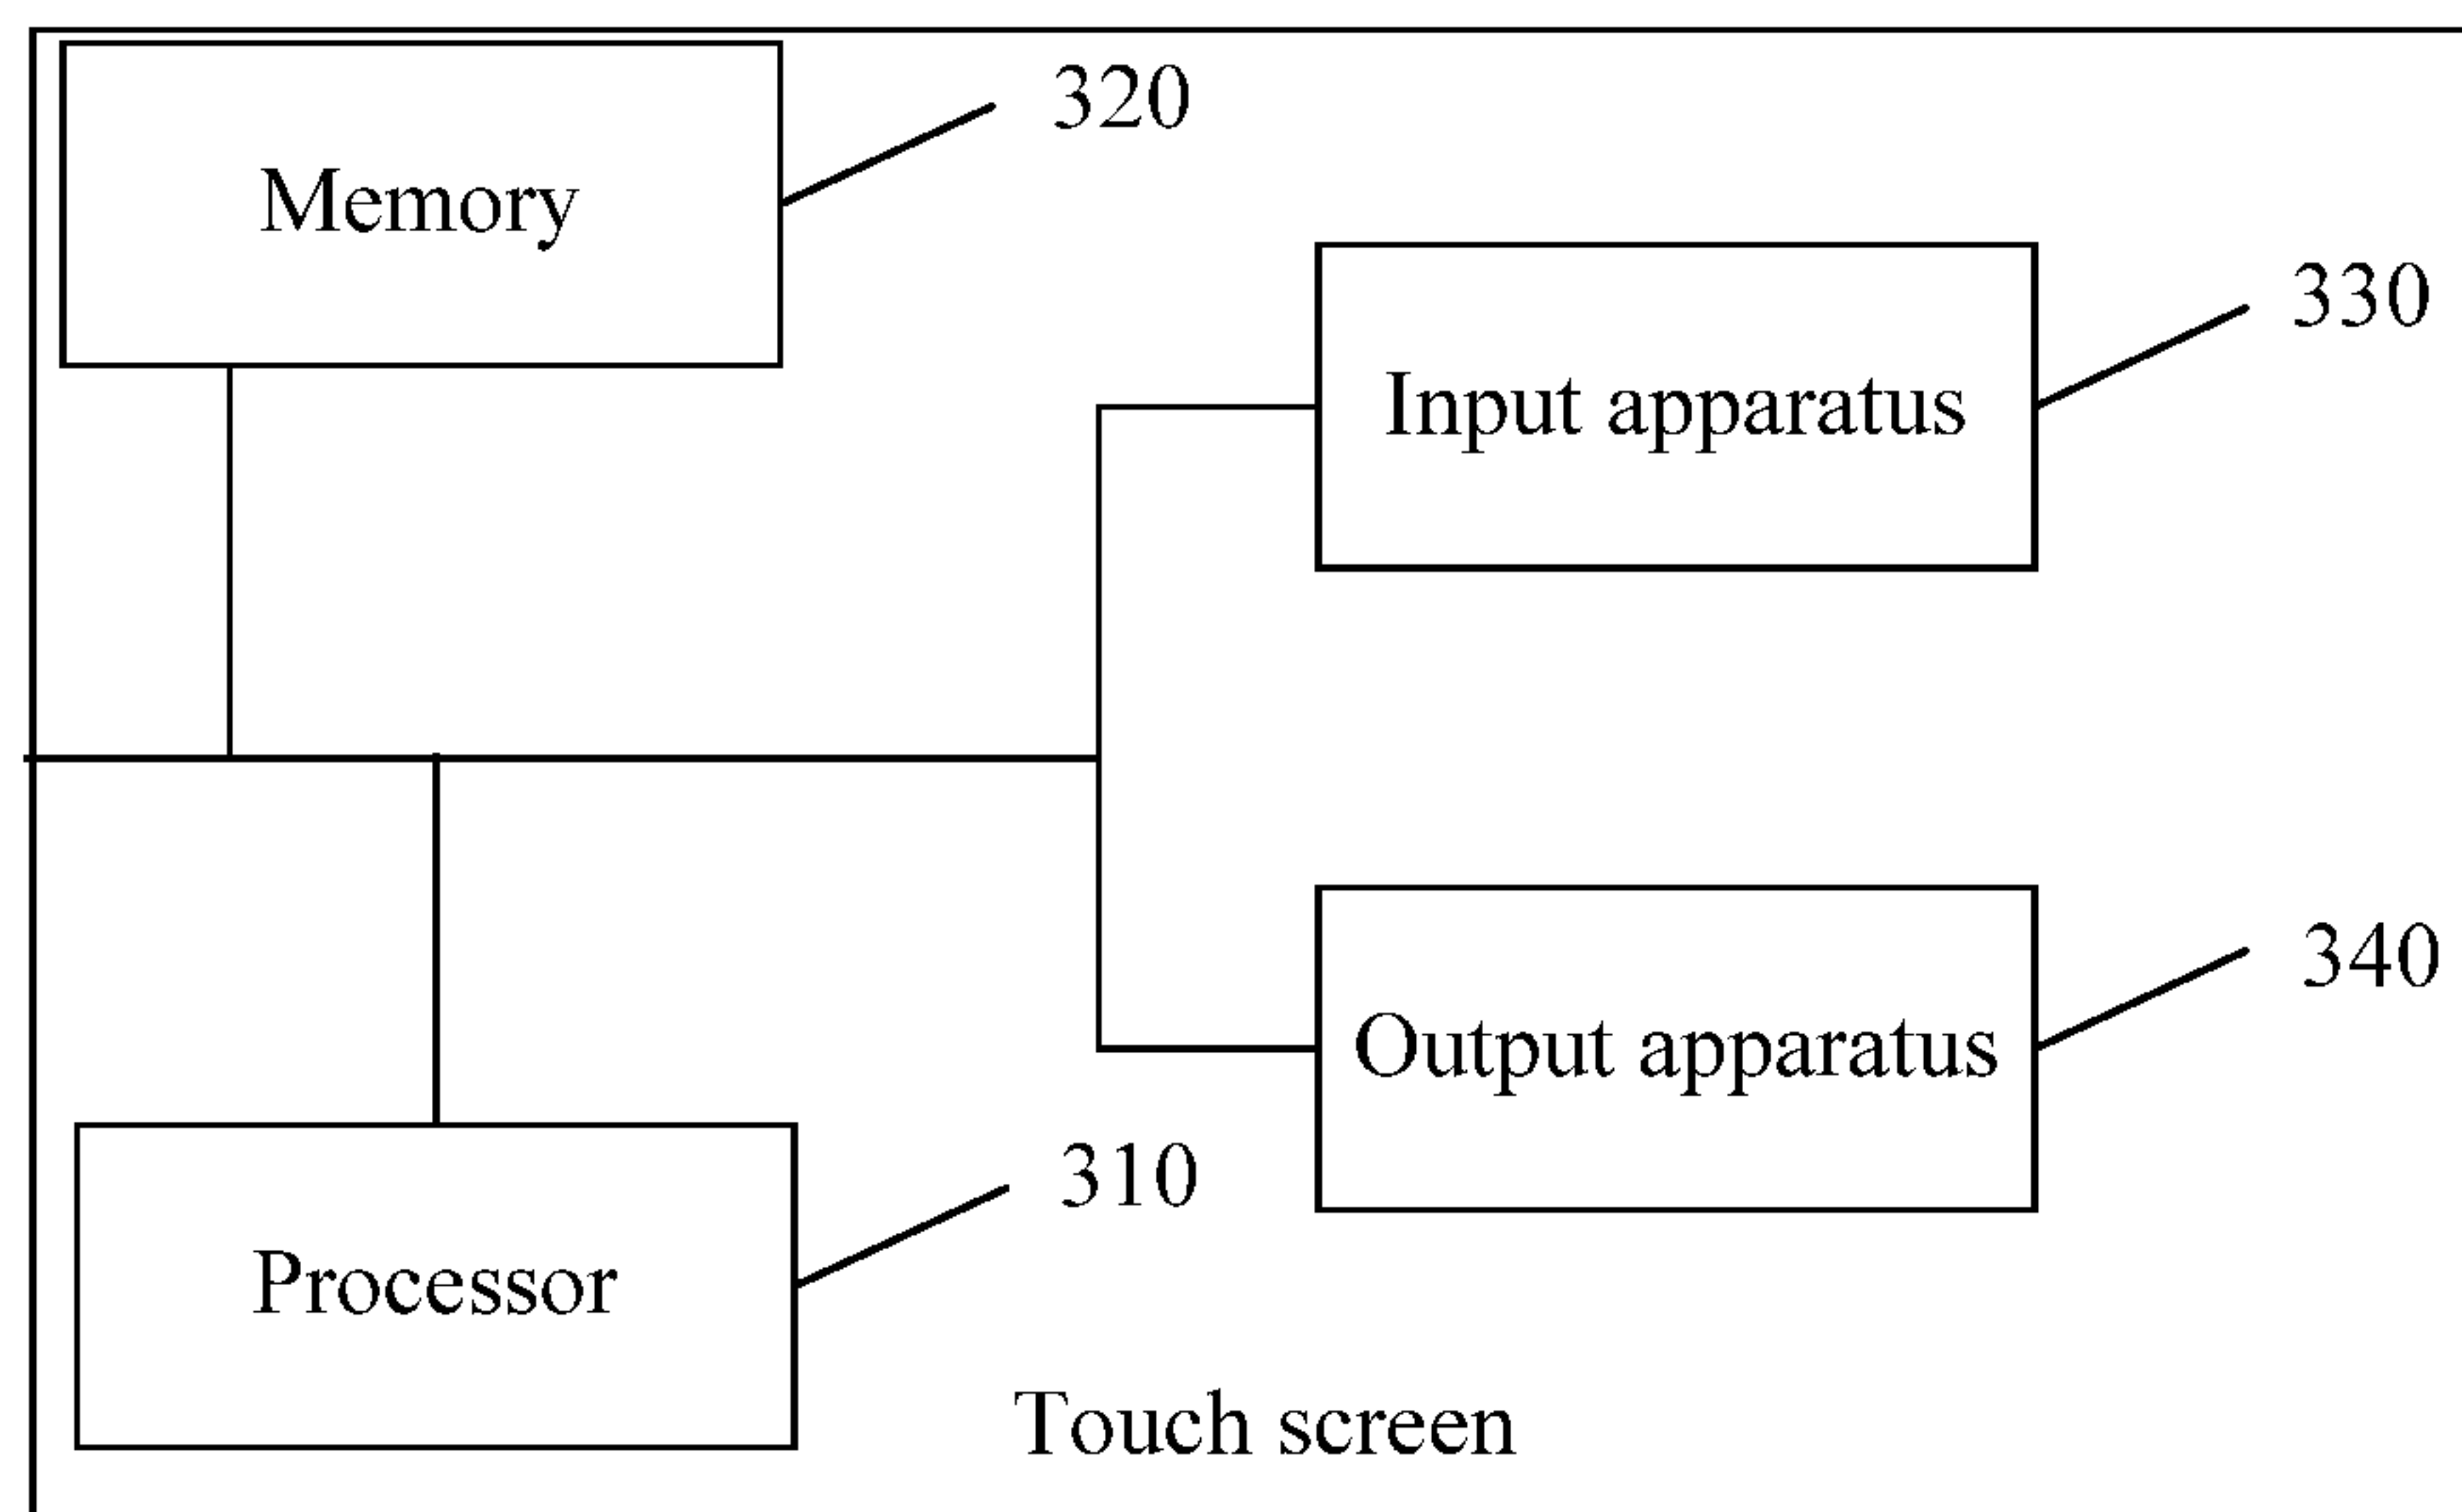 320
Memory
330
Input apparatus
340
Output apparatus
310
Processor
Touch screen